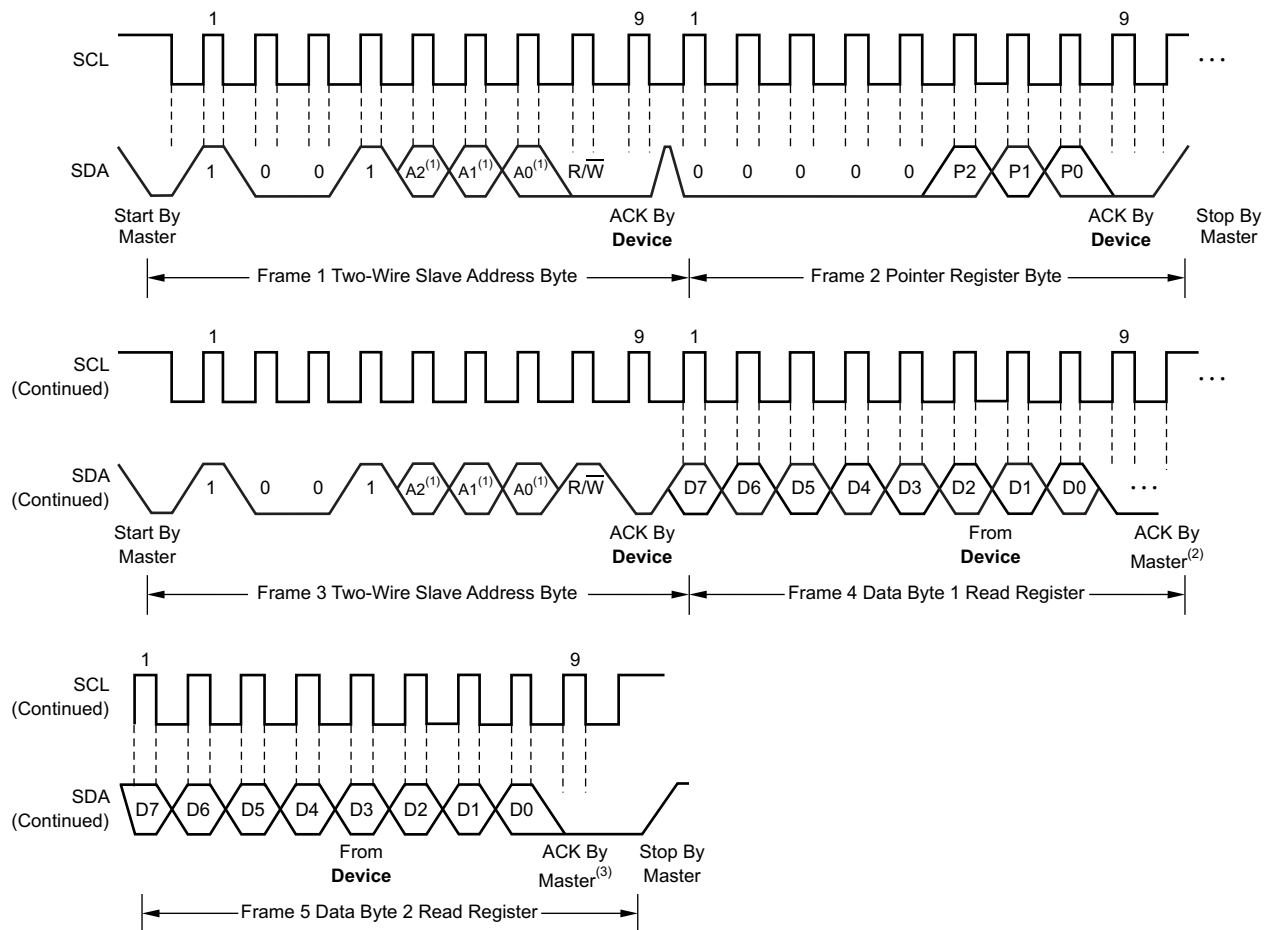 1 9 1 9
SCL ···
SDA 1 0 0 1 A2(1) A1(1) A0(1) R/W̅ 0 0 0 0 0 P2 P1 P0
Start By Master ACK By Device ACK By Device Stop By Master
Frame 1 Two-Wire Slave Address Byte Frame 2 Pointer Register Byte
1 9 1 9
SCL (Continued) ···
SDA (Continued) 1 0 0 1 A2(1) A1(1) A0(1) R/W̅ D7 D6 D5 D4 D3 D2 D1 D0 ···
Start By Master ACK By Device From Device ACK By Master(2)
Frame 3 Two-Wire Slave Address Byte Frame 4 Data Byte 1 Read Register
1 9
SCL (Continued)
SDA (Continued) D7 D6 D5 D4 D3 D2 D1 D0
From Device ACK By Master(3) Stop By Master
Frame 5 Data Byte 2 Read Register